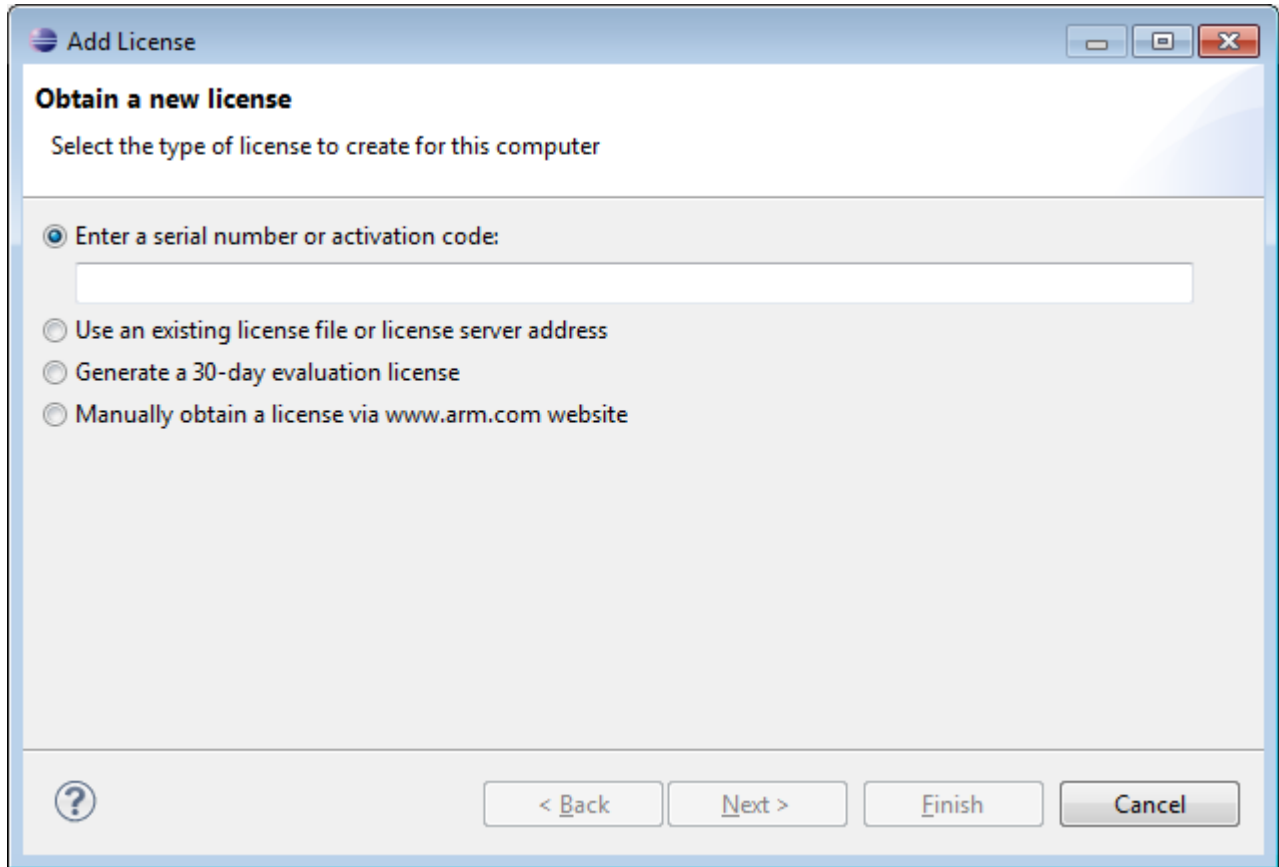 Add License
Obtain a new license
Select the type of license to create for this computer
Enter a serial number or activation code:
Use an existing license file or license server address
Generate a 30-day evaluation license
Manually obtain a license via www.arm.com website
? < Back Next > Finish Cancel